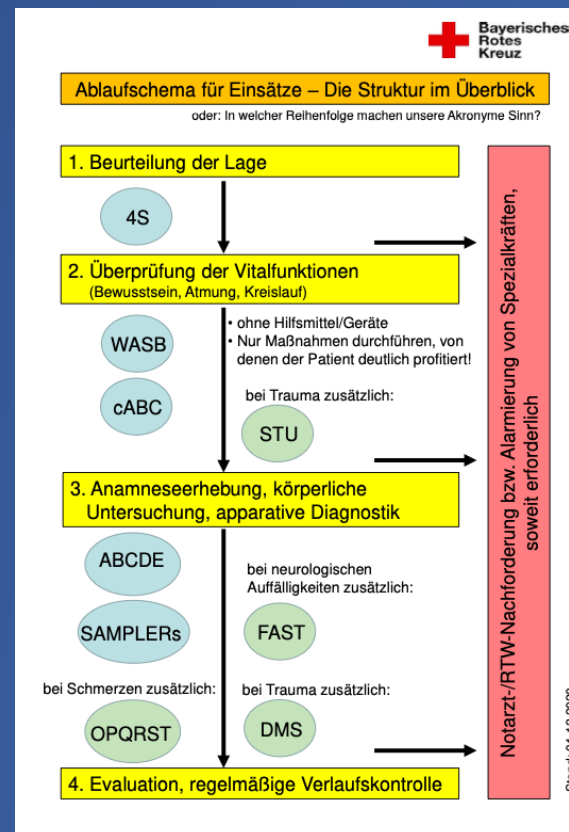 Bayerisches
Rotes
Kreuz
Ablaufschema für Einsätze – Die Struktur im Überblick
oder: In welcher Reihenfolge machen unsere Akronyme Sinn?
1. Beurteilung der Lage
4S
2. Überprüfung der Vitalfunktionen
(Bewusstsein, Atmung, Kreislauf)
WASB
cABC
• ohne Hilfsmittel/Geräte
• Nur Maßnahmen durchführen, von
denen der Patient deutlich profitiert!
bei Trauma zusätzlich:
STU
3. Anamneseerhebung, körperliche
Untersuchung, apparative Diagnostik
ABCDE
SAMPLERs
bei neurologischen
Auffälligkeiten zusätzlich:
FAST
bei Schmerzen zusätzlich:
OPQRST
bei Trauma zusätzlich:
DMS
4. Evaluation, regelmäßige Verlaufskontrolle
Notarzt-/RTW-Nachforderung bzw. Alarmierung von Spezialkräften,
soweit erforderlich